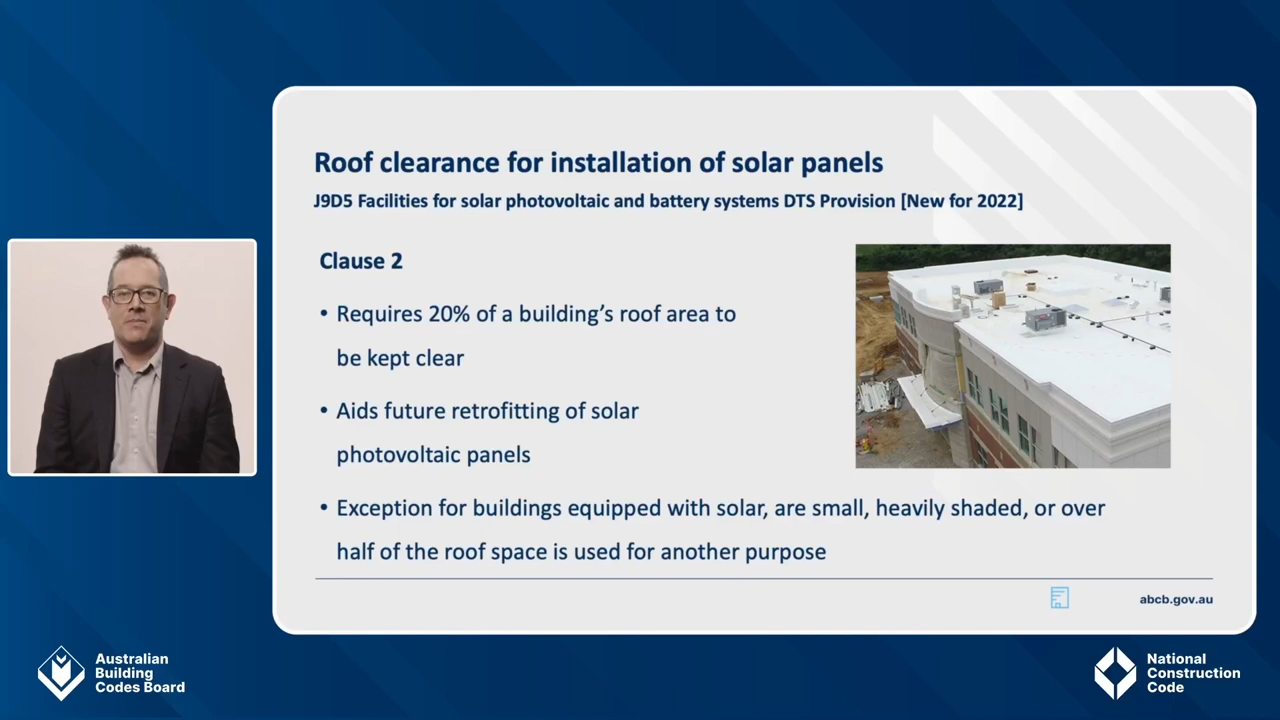 Roof clearance for installation of solar panels
J9D5 Facilities for solar photovoltaic and battery systems DTS Provision [New for 2022]
Clause 2
• Requires 20% of a building’s roof area to
be kept clear
• Aids future retrofitting of solar
photovoltaic panels
• Exception for buildings equipped with solar, are small, heavily shaded, or over
half of the roof space is used for another purpose
abcb.gov.au
Australian
Building
Codes Board
National
Construction
Code